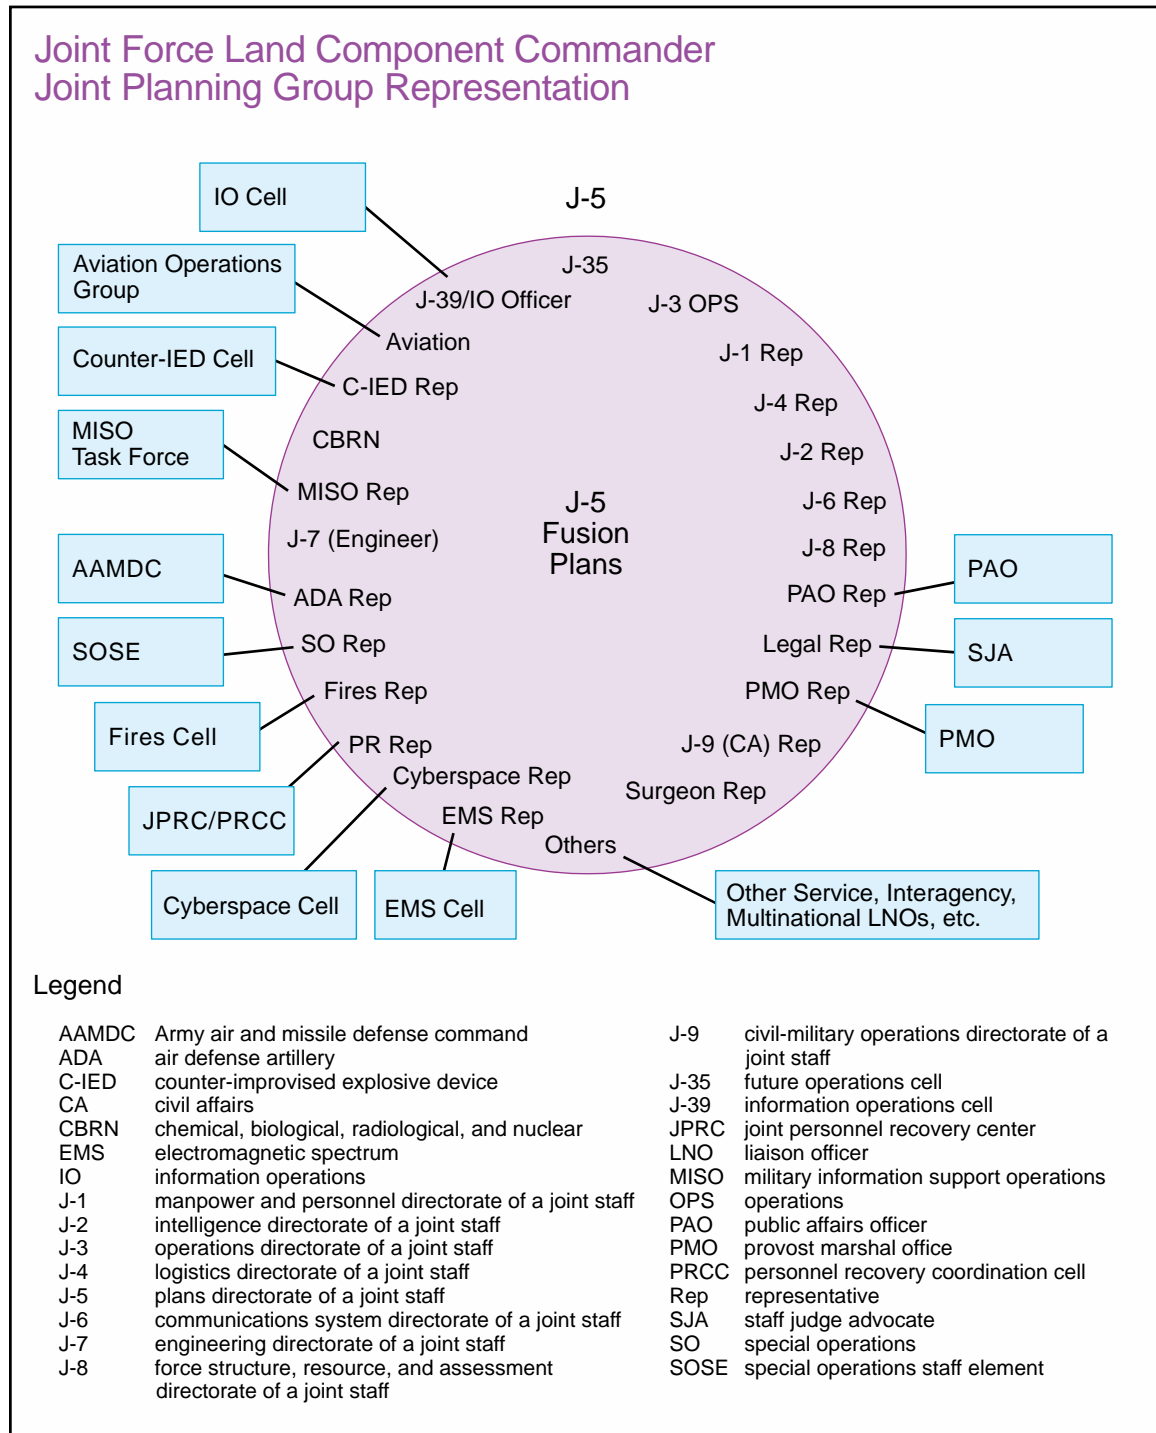 Joint Force Land Component Commander
Joint Planning Group Representation
IO Cell
J-5
Aviation Operations
Group
J-35
J-39/IO Officer
J-3 OPS
Aviation
J-1 Rep
Counter-IED Cell
C-IED Rep
J-4 Rep
MISO
Task Force
CBRN
J-2 Rep
MISO Rep
J-5
Fusion
Plans
J-6 Rep
J-7 (Engineer)
J-8 Rep
AAMDC
ADA Rep
PAO Rep
PAO
SOSE
SO Rep
Legal Rep
SJA
Fires Rep
PMO Rep
Fires Cell
PMO
PR Rep
J-9 (CA) Rep
Cyberspace Rep
Surgeon Rep
JPRC/PRCC
EMS Rep
Others
Cyberspace Cell
EMS Cell
Other Service, Interagency,
Multinational LNOs, etc.
Legend
AAMDC Army air and missile defense command
ADA air defense artillery
C-IED counter-improvised explosive device
CA civil affairs
CBRN chemical, biological, radiological, and nuclear
EMS electromagnetic spectrum
IO information operations
J-1 manpower and personnel directorate of a joint staff
J-2 intelligence directorate of a joint staff
J-3 operations directorate of a joint staff
J-4 logistics directorate of a joint staff
J-5 plans directorate of a joint staff
J-6 communications system directorate of a joint staff
J-7 engineering directorate of a joint staff
J-8 force structure, resource, and assessment
directorate of a joint staff
J-9 civil-military operations directorate of a
joint staff
J-35 future operations cell
J-39 information operations cell
JPRC joint personnel recovery center
LNO liaison officer
MISO military information support operations
OPS operations
PAO public affairs officer
PMO provost marshal office
PRCC personnel recovery coordination cell
Rep representative
SJA staff judge advocate
SO special operations
SOSE special operations staff element